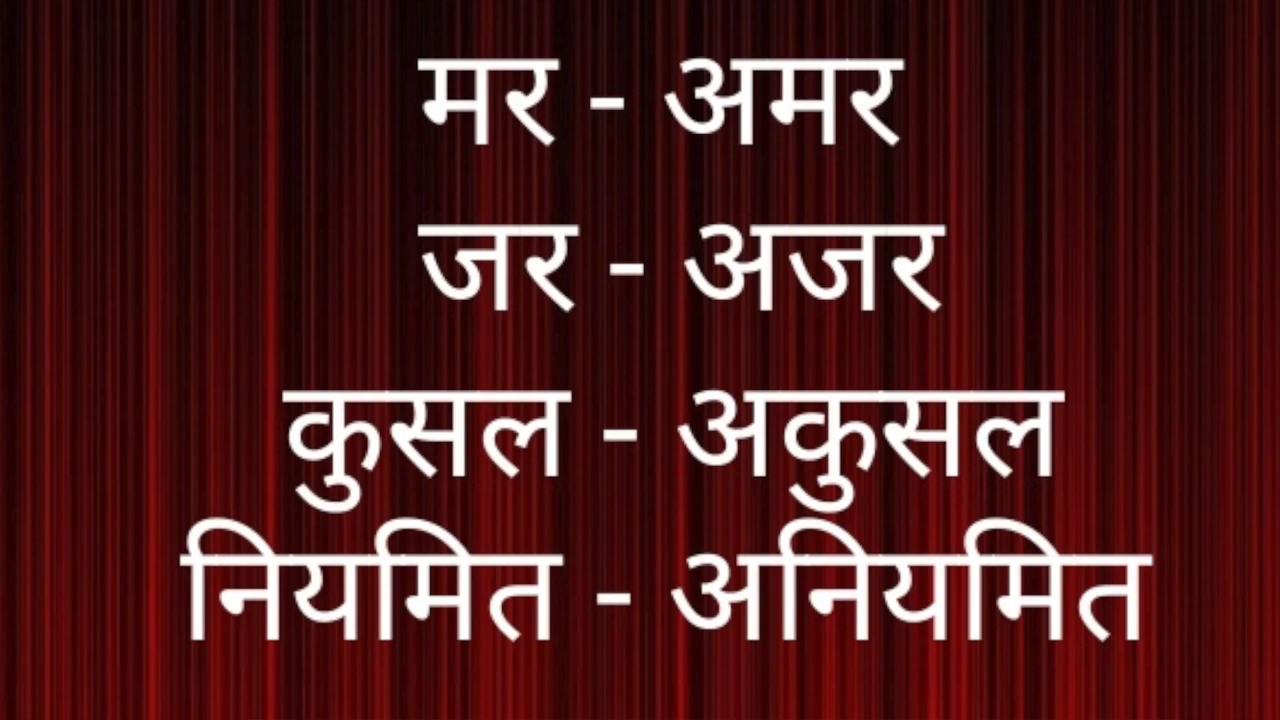 मर - अमर
जर - अजर
कुसल - अकुसल
नियमित - अनियमित